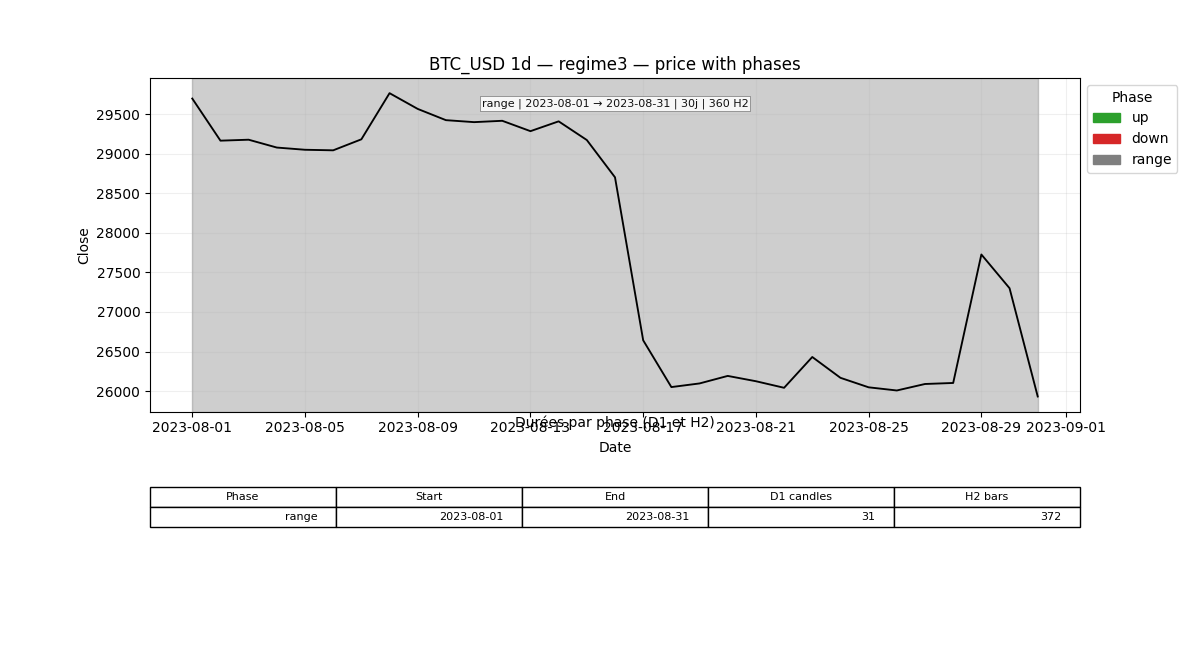 BTC_USD 1d — regime3 — price with phases
range | 2023-08-01 → 2023-08-31 | 30j | 360 H2
Phase
up
down
range
Close
29500
29000
28500
28000
27500
27000
26500
26000
2023-08-01 2023-08-05 2023-08-09 2023-08-13 2023-08-17 2023-08-21 2023-08-25 2023-08-29 2023-09-01
Durées par phase (D1 et H2)
Date
Phase Start End D1 candles H2 bars
range 2023-08-01 2023-08-31 31 372